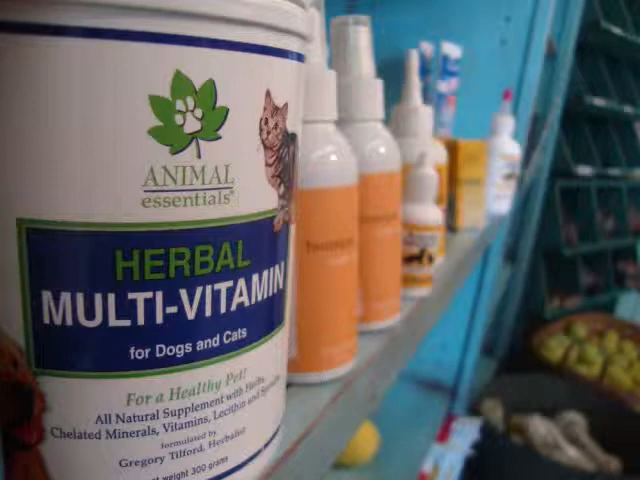 ANIMAL
essentials®
HERBAL
MULTI-VITAMIN
for Dogs and Cats
For a Healthy Pet!
All Natural Supplement with Herbs,
Chelated Minerals, Vitamins, Lecithin and
formulated by
Gregory Tilford, Herbalist
weight 300 grams